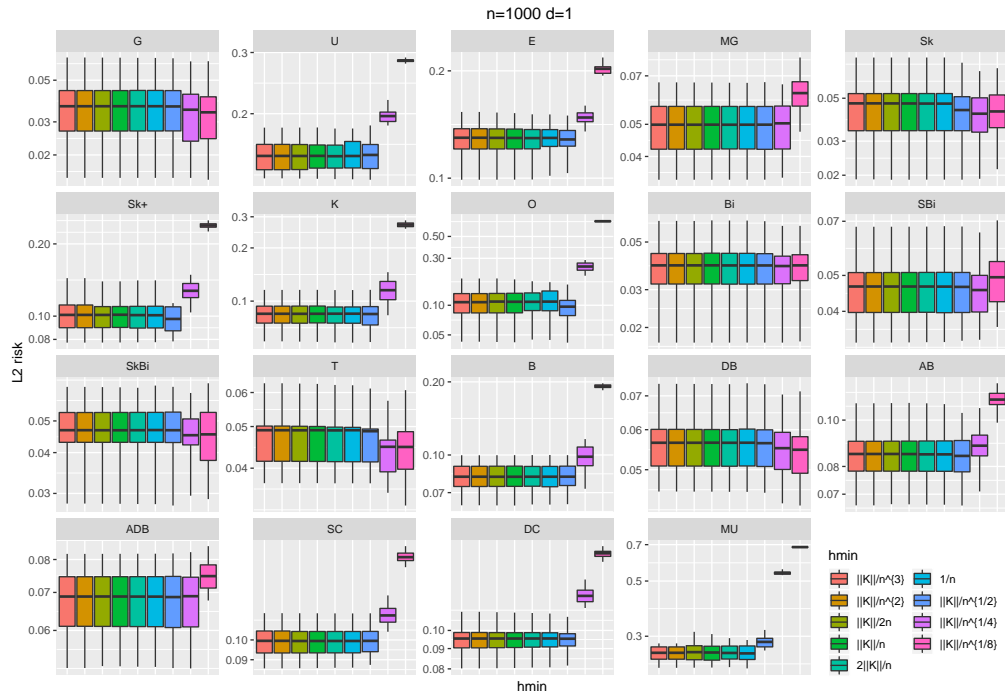 n=1000 d=1
G
U
E
MG
Sk
0.05
0.03
0.02
0.3
0.2
0.2
0.1
0.07
0.05
0.04
0.05
0.03
0.02
Sk+
K
O
Bi
SBi
0.20
0.10
0.08
0.3
0.2
0.1
0.50
0.30
0.10
0.05
0.05
0.03
0.02
0.07
0.05
0.04
L2 risk
SkBi
T
B
DB
AB
0.05
0.04
0.03
0.06
0.05
0.04
0.20
0.10
0.07
0.07
0.06
0.05
0.10
0.08
0.07
ADB
SC
DC
MU
0.08
0.07
0.06
0.10
0.09
0.10
0.09
0.08
0.7
0.5
0.3
hmin
hmin
||K||/n^{3}
||K||/n^{2}
||K||/2n
||K||/n
2||K||/n
1/n
||K||/n^{1/2}
||K||/n^{1/4}
||K||/n^{1/8}